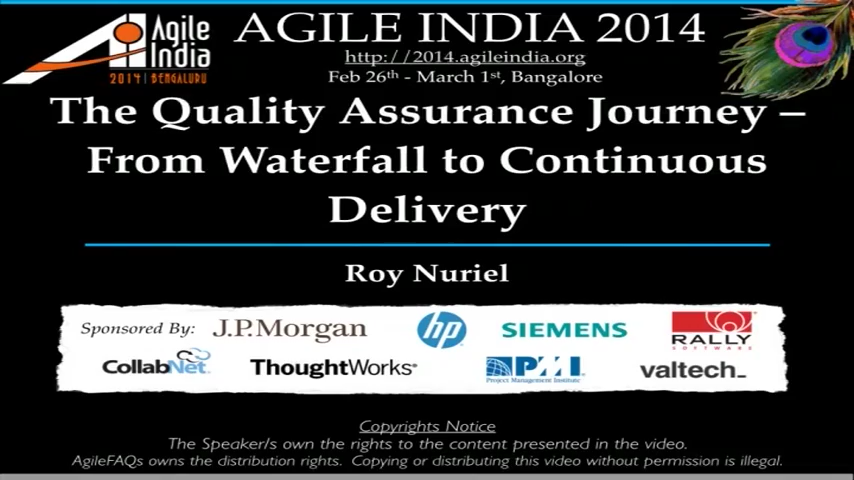 Agile
India
2014 | BENGALURU
AGILE INDIA 2014
http://2014.agileindia.org
Feb 26th - March 1st, Bangalore
The Quality Assurance Journey –
From Waterfall to Continuous
Delivery
Roy Nuriel
Sponsored By: J.P.Morgan hp SIEMENS RALLY
SOFTWARE
CollabNet ThoughtWorks® PMI valtech_
Project Management Institute
Copyrights Notice
The Speaker/s own the rights to the content presented in the video.
AgileFAQs owns the distribution rights. Copying or distributing this video without permission is illegal.